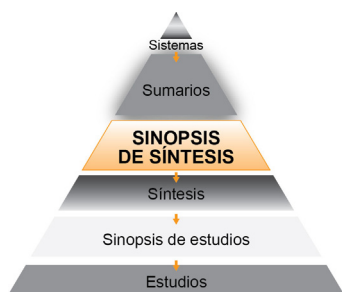 Sistemas
Sumarios
SINOPSIS
DE SÍNTESIS
Síntesis
Sinopsis de estudios
Estudios